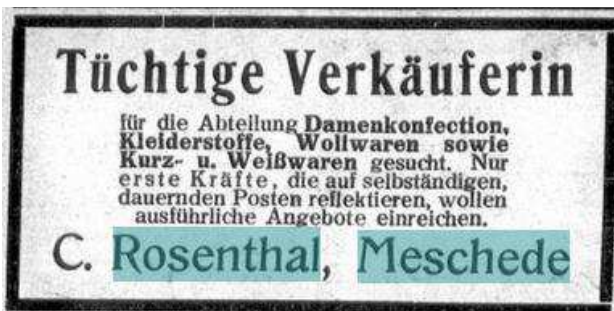 Tüchtige Verkäuferin
für die Abteilung Damenkonfection,
Kleiderstoffe, Wollwaren sowie
Kurz- u. Weißwaren gesucht. Nur
erste Kräfte, die auf selbständigen,
dauernden Posten reflektieren, wollen
ausführliche Angebote einreichen.
C. Rosenthal, Meschede